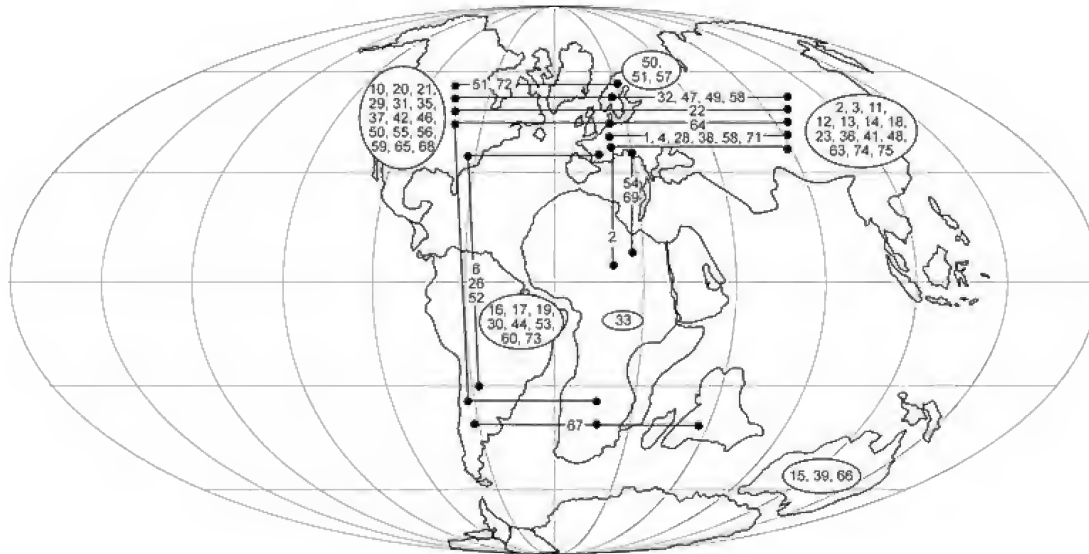 50,
51, 57
10, 20, 21,
29, 31, 35,
37, 42, 46,
50, 55, 56,
59, 65, 68
51, 72
32, 47, 49, 58
22
64
1, 4, 28, 38, 58, 71
2, 3, 11,
12, 13, 14, 18,
23, 36, 41, 48,
63, 74, 75
54
69
2
6
26
52
16, 17, 19,
30, 44, 53,
60, 73
33
67
15, 39, 66